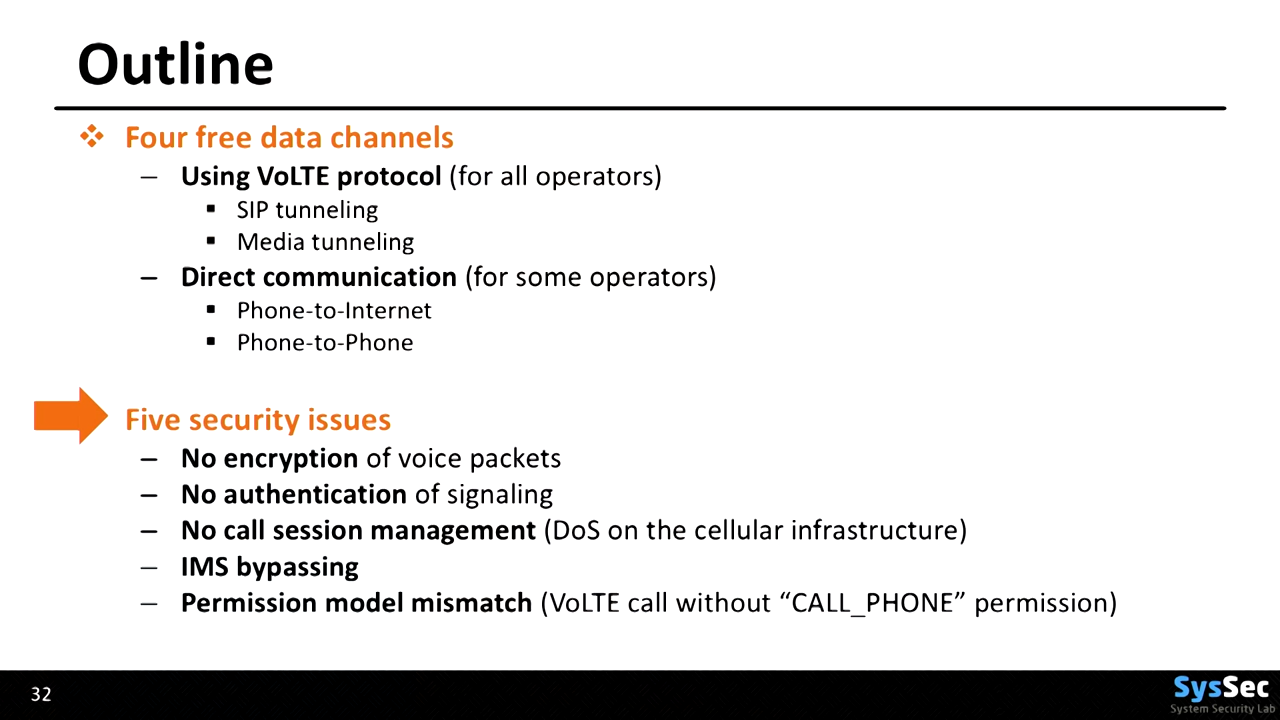 Outline
❖ Four free data channels
– Using VoLTE protocol (for all operators)
▪ SIP tunneling
▪ Media tunneling
– Direct communication (for some operators)
▪ Phone-to-Internet
▪ Phone-to-Phone
Five security issues
– No encryption of voice packets
– No authentication of signaling
– No call session management (DoS on the cellular infrastructure)
– IMS bypassing
– Permission model mismatch (VoLTE call without “CALL_PHONE” permission)
32
SysSec
System Security Lab